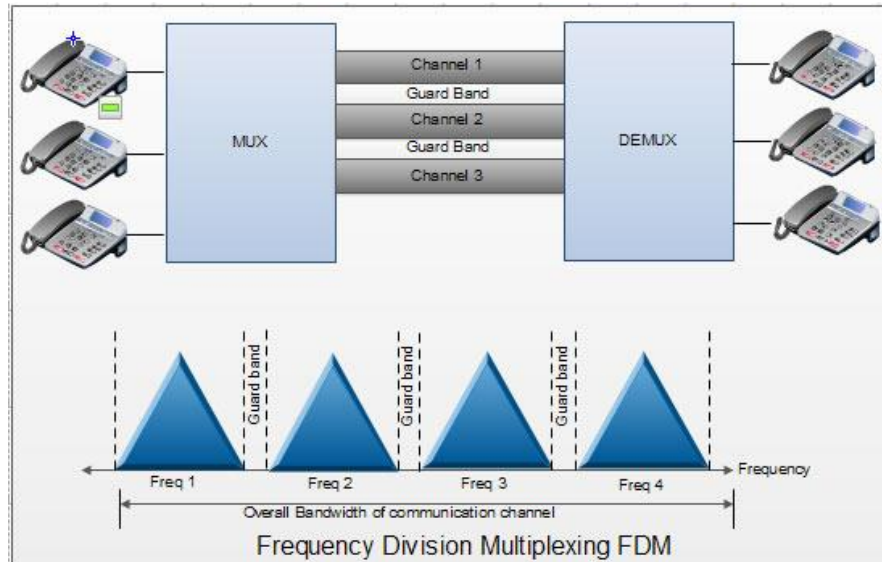 Channel 1
Guard Band
Channel 2
Guard Band
Channel 3
MUX
DEMUX
Guard band
Guard band
Guard band
Freq 1
Freq 2
Freq 3
Freq 4
Frequency
Overall Bandwidth of communication channel
Frequency Division Multiplexing FDM